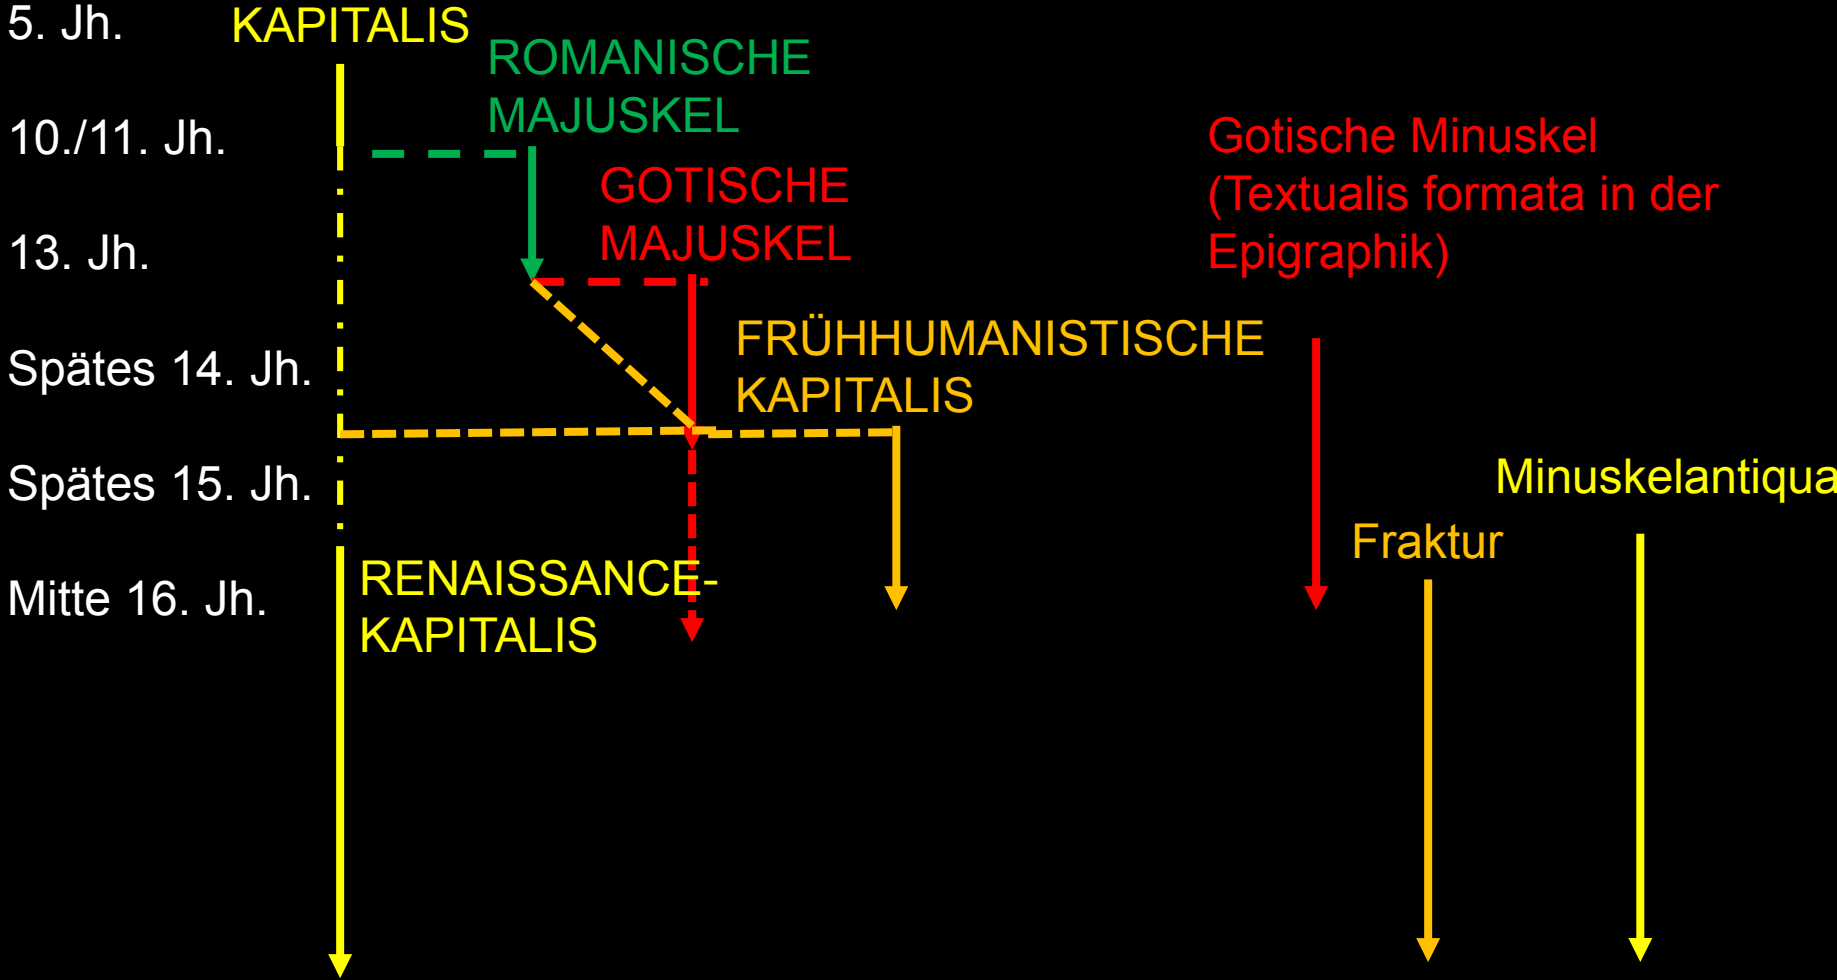 5. Jh.
KAPITALIS
ROMANISCHE
MAJUSKEL
10./11. Jh.
GOTISCHE
MAJUSKEL
Gotische Minuskel
(Textualis formata in der
Epigraphik)
13. Jh.
FRÜHHUMANISTISCHE
KAPITALIS
Spätes 14. Jh.
Spätes 15. Jh.
Minuskelantiqua
Fraktur
Mitte 16. Jh.
RENAISSANCE-
KAPITALIS